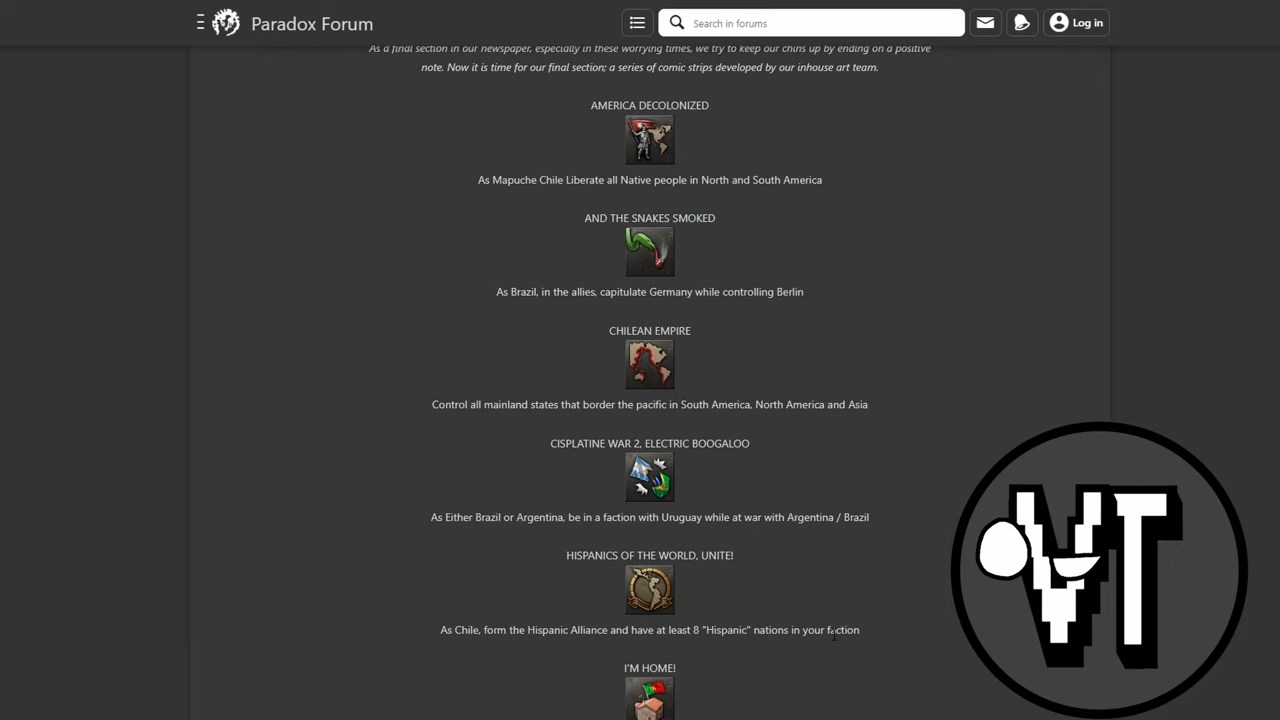 Paradox Forum
Search in forums
Log in
As a final section in our newspaper, especially in these worrying times, we try to keep our chins up by ending on a positive
note. Now it is time for our final section; a series of comic strips developed by our inhouse art team.
AMERICA DECOLONIZED
As Mapuche Chile Liberate all Native people in North and South America
AND THE SNAKES SMOKED
As Brazil, in the allies, capitulate Germany while controlling Berlin
CHILEAN EMPIRE
Control all mainland states that border the pacific in South America, North America and Asia
CISPLATINE WAR 2, ELECTRIC BOOGALOO
As Either Brazil or Argentina, be in a faction with Uruguay while at war with Argentina / Brazil
HISPANICS OF THE WORLD, UNITE!
As Chile, form the Hispanic Alliance and have at least 8 "Hispanic" nations in your faction
I'M HOME!
VT